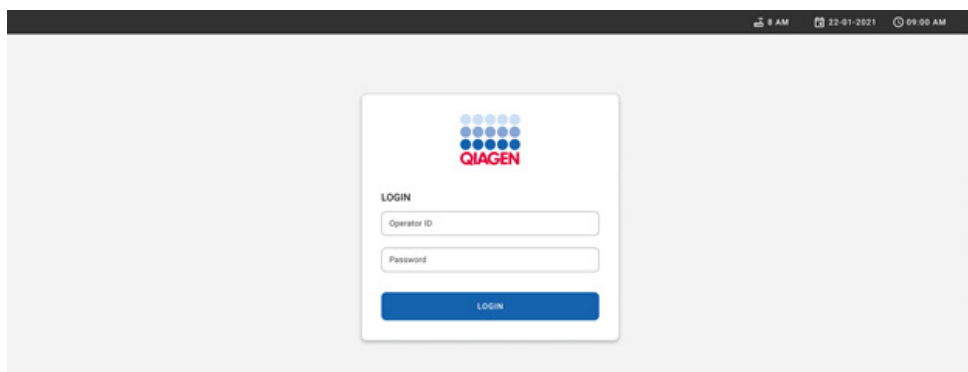 8 AM 22-01-2021 09:00 AM
QIAGEN
LOGIN
Operator ID
Password
LOGIN